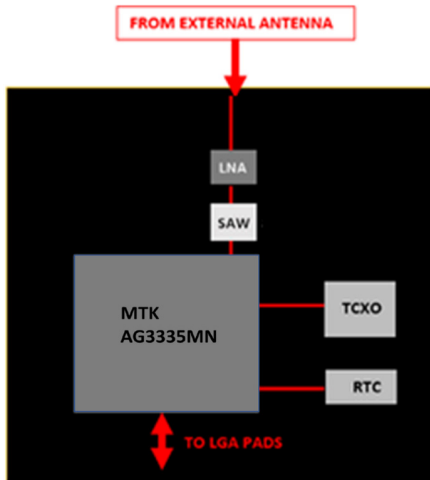 FROM EXTERNAL ANTENNA
LNA
SAW
MTK
AG3335MN
TCXO
RTC
TO LGA PADS